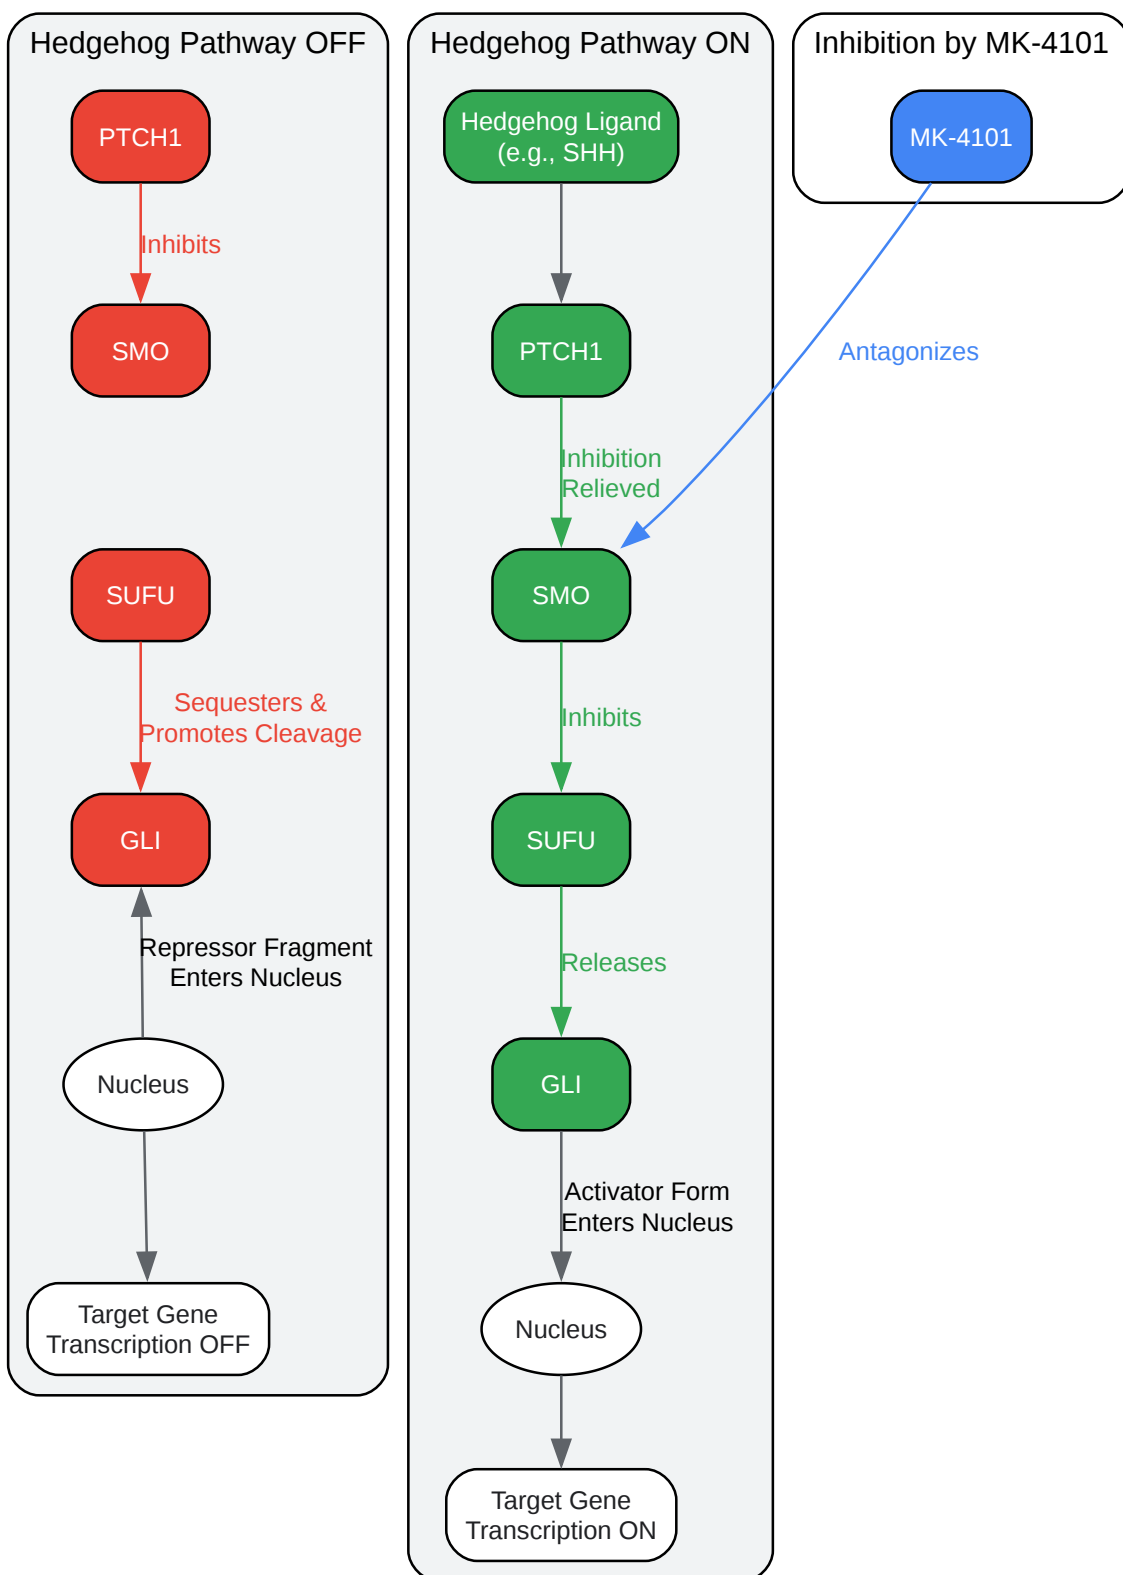 Hedgehog Pathway OFF
PTCH1
Inhibits
SMO
SUFU
Sequesters &
Promotes Cleavage
GLI
Repressor Fragment
Enters Nucleus
Nucleus
Target Gene
Transcription OFF
Hedgehog Pathway ON
Hedgehog Ligand
(e.g., SHH)
PTCH1
Inhibition
Relieved
SMO
Inhibits
SUFU
Releases
GLI
Activator Form
Enters Nucleus
Nucleus
Target Gene
Transcription ON
Inhibition by MK-4101
MK-4101
Antagonizes